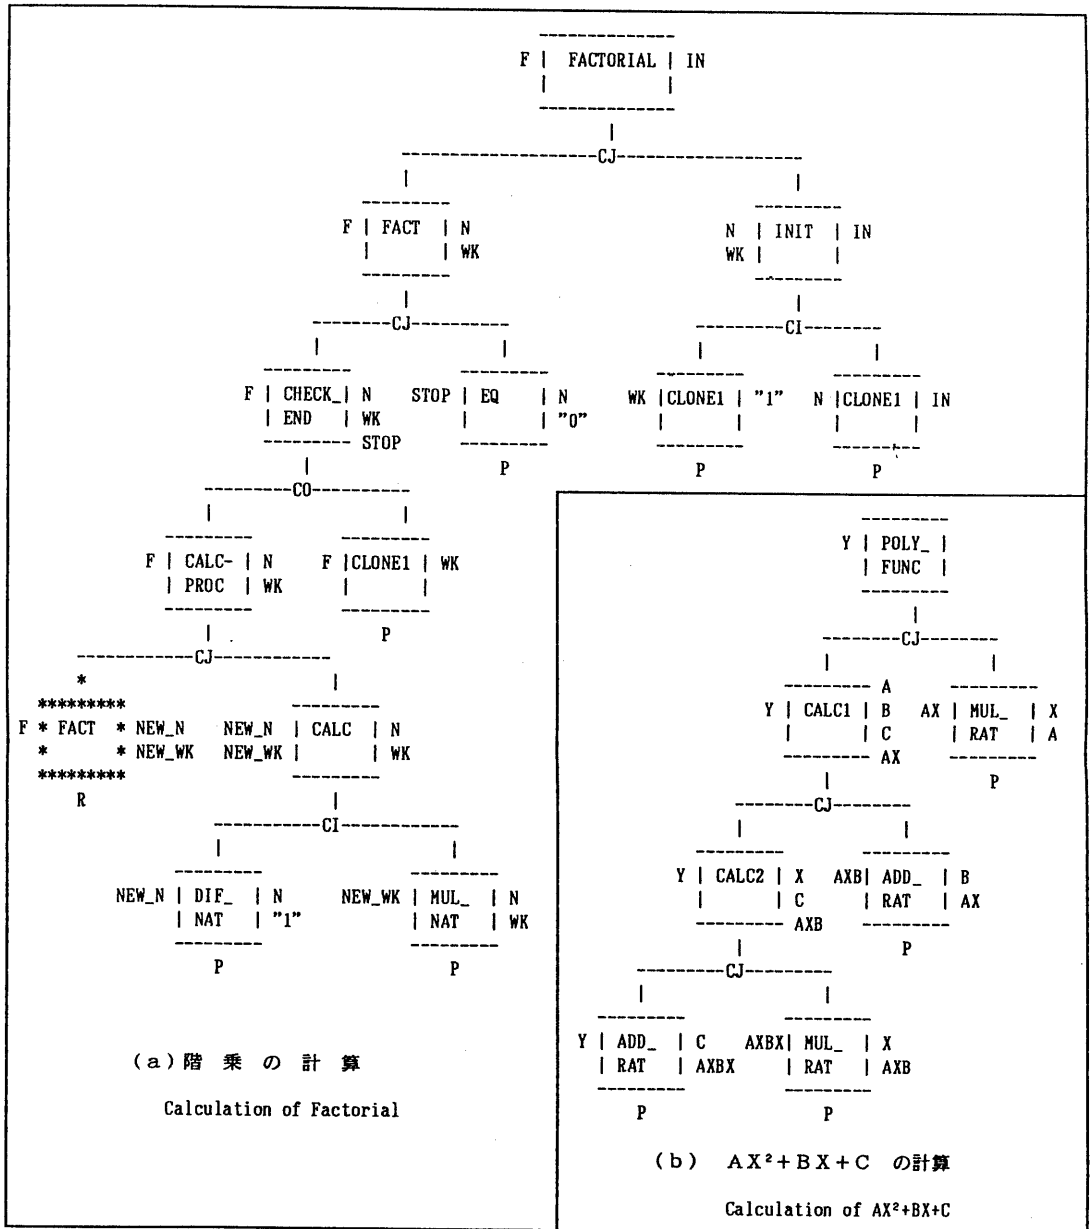 F | FACTORIAL | IN
CJ
F | FACT | N
WK
N | INIT | IN
WK
CJ
CI
F | CHECK_ | N
END | WK
STOP
STOP | EQ | N
"0"
P
WK |CLONE1 | "1"
P
N |CLONE1 | IN
P
CO
F | CALC- | N
PROC | WK
F |CLONE1 | WK
P
CJ
*
*********
F * FACT * NEW_N
* * NEW_WK
*********
R
NEW_N | CALC | N
NEW_WK | | WK
CI
NEW_N | DIF_ | N
| NAT | "1"
P
NEW_WK | MUL_ | N
| NAT | WK
P
(a)階乗の計算
Calculation of Factorial
Y | POLY_ |
| FUNC |
CJ
Y | CALC1 | A
B
C
AX
AX | MUL_ | X
| RAT | A
P
CJ
Y | CALC2 | X
C
AXB
AXB| ADD_ | B
| RAT | AX
P
CJ
Y | ADD_ | C
| RAT | AXBX
P
AXBX| MUL_ | X
| RAT | AXB
P
(b) AX²+BX+C の計算
Calculation of AX²+BX+C